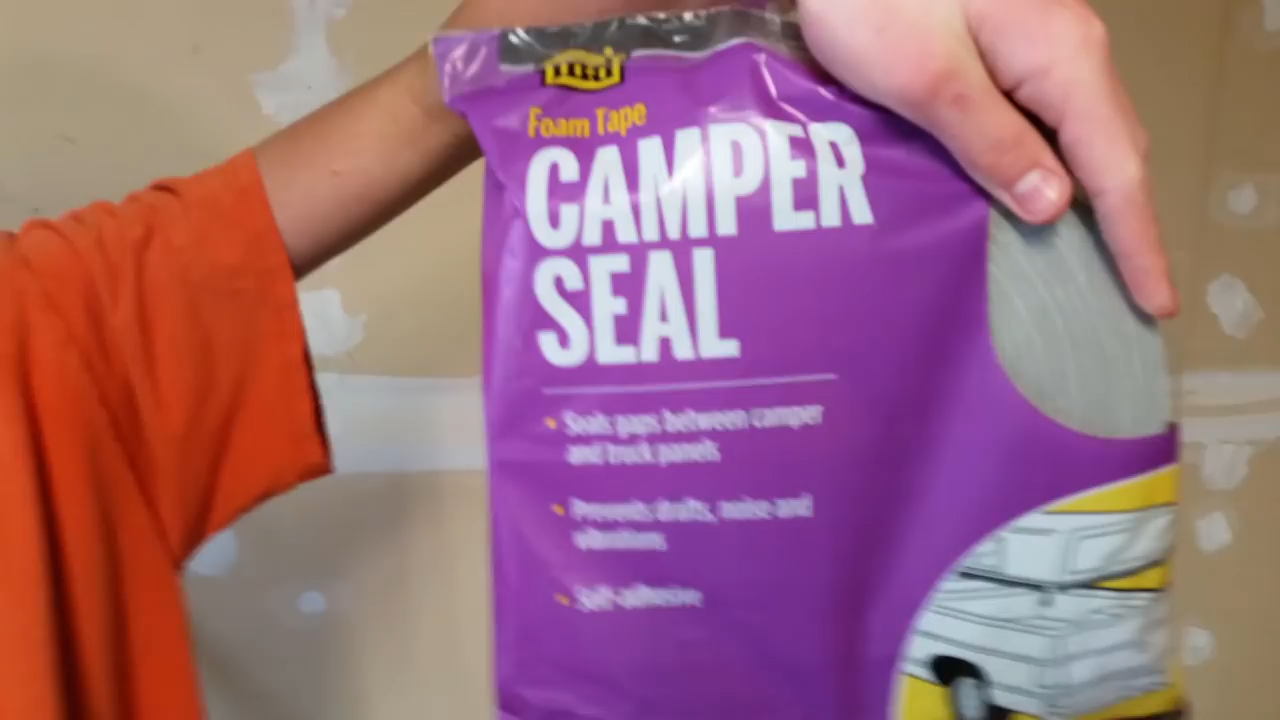 Foam Tape
CAMPER
SEAL
• Seals gaps between camper
and truck panels
• Prevents drafts, noise and
vibrations
• Self-adhesive